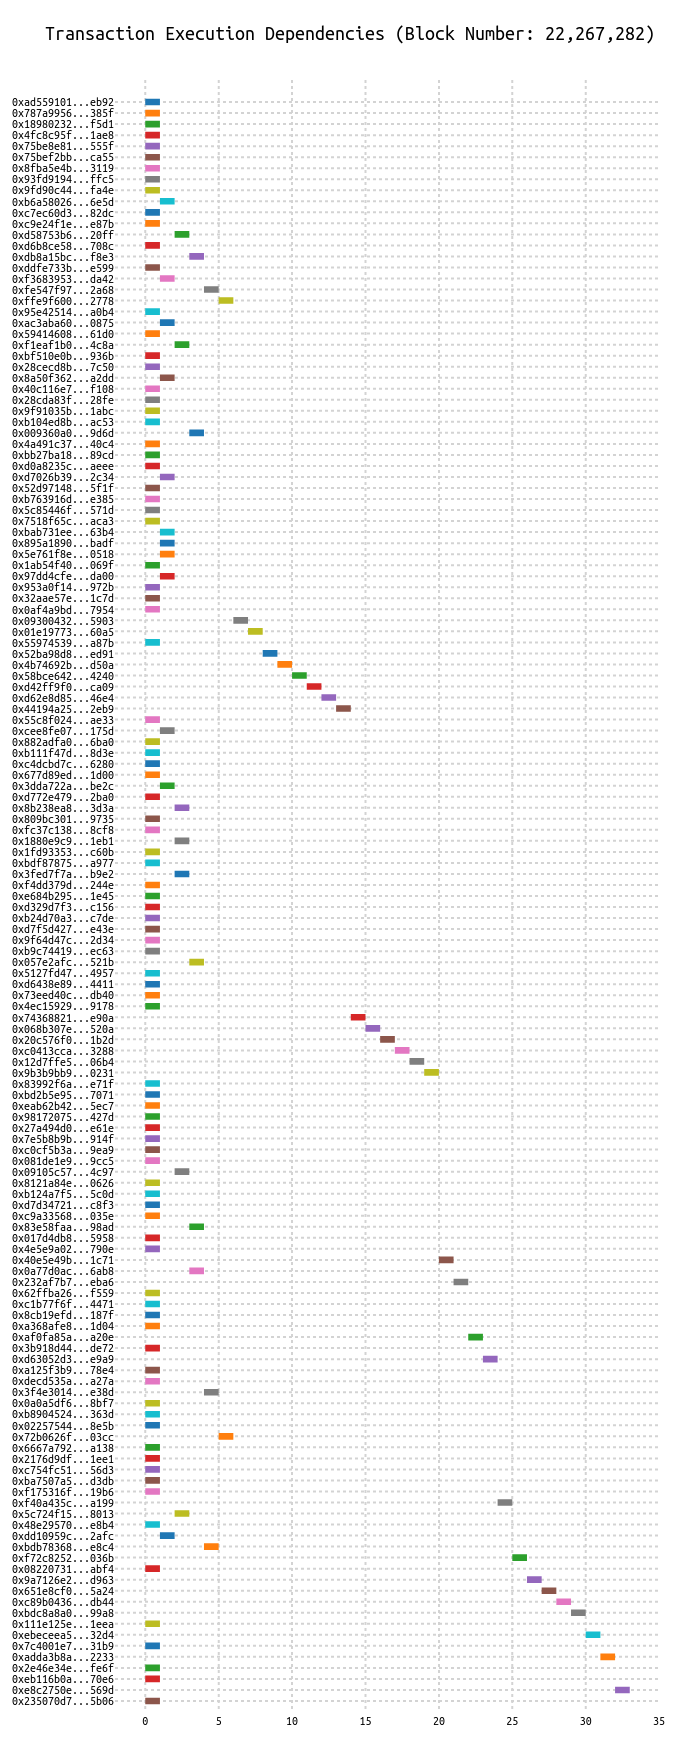 Transaction Execution Dependencies (Block Number: 22,267,282)
0xad559101...eb92
0x787a9956...385f
0x18980232...f5d1
0x4fc8c95f...1ae8
0x75be8e81...555f
0x75bef2bb...ca55
0x8fba5e4b...3119
0x93fd9194...ffc5
0x9fd90c44...fa4e
0xb6a58026...6e5d
0xc7ec60d3...82dc
0xc9e24f1e...e87b
0xd58753b6...20ff
0xd6b8ce58...708c
0xdb8a15bc...f8e3
0xddfe733b...e599
0xf3683953...da42
0xfe547f97...2a68
0xffe9f600...2778
0x95e42514...a0b4
0xac3aba60...0875
0x59414608...61d0
0xf1eaf1b0...4c8a
0xbf510e0b...936b
0x28cecd8b...7c50
0x8a50f362...a2dd
0x40c116e7...f108
0x28cda83f...28fe
0x9f91035b...1abc
0xb104ed8b...ac53
0x009360a0...9d6d
0x4a491c37...40c4
0xbb27ba18...89cd
0xd0a8235c...aeee
0xd7026b39...2c34
0x52d97148...5f1f
0xb763916d...e385
0x5c85446f...571d
0x7518f65c...aca3
0xbab731ee...63b4
0x895a1890...badf
0x5e761f8e...0518
0x1ab54f40...069f
0x97dd4cfe...da00
0x953a0f14...972b
0x32aae57e...1c7d
0x0af4a9bd...7954
0x09300432...5903
0x01e19773...60a5
0x55974539...a87b
0x52ba98d8...ed91
0x4b74692b...d50a
0x58bce642...4240
0xd42ff9f0...ca09
0xd62e8d85...46e4
0x44194a25...2eb9
0x55c8f024...ae33
0xcee8fe07...175d
0x882adfa0...6ba0
0xb111f47d...8d3e
0xc4dcbd7c...6280
0x677d89ed...1d00
0x3dda722a...be2c
0xd772e479...2ba0
0x8b238ea8...3d3a
0x809bc301...9735
0xfc37c138...8cf8
0x1880e9c9...1eb1
0x1fd93353...c60b
0xbdf87875...a977
0x3fed7f7a...b9e2
0xf4dd379d...244e
0xe684b295...1e45
0xd329d7f3...c156
0xb24d70a3...c7de
0xd7f5d427...e43e
0x9f64d47c...2d34
0xb9c74419...ec63
0x057e2afc...521b
0x5127fd47...4957
0xd6438e89...4411
0x73eed40c...db40
0x4ec15929...9178
0x74368821...e90a
0x068b307e...520a
0x20c576f0...1b2d
0xc0413cca...3288
0x12d7ffe5...06b4
0x9b3b9bb9...0231
0x83992f6a...e71f
0xbd2b5e95...7071
0xeab62b42...5ec7
0x98172075...427d
0x27a494d0...e61e
0x7e5b8b9b...914f
0xc0cf5b3a...9ea9
0x081de1e9...9cc5
0x09105c57...4c97
0x8121a84e...0626
0xb124a7f5...5c0d
0xd7d34721...c8f3
0xc9a33568...035e
0x83e58faa...98ad
0x017d4db8...5958
0x4e5e9a02...790e
0x40e5e49b...1c71
0x0a77d0ac...6ab8
0x232af7b7...eba6
0x62ffba26...f559
0xc1b77f6f...4471
0x8cb19efd...187f
0xa368afe8...1d04
0xaf0fa85a...a20e
0x3b918d44...de72
0xd63052d3...e9a9
0xa125f3b9...78e4
0xdecd535a...a27a
0x3f4e3014...e38d
0x0a0a5df6...8bf7
0xb8904524...363d
0x02257544...8e5b
0x72b0626f...03cc
0x6667a792...a138
0x2176d9df...1ee1
0xc754fc51...56d3
0xba7507a5...d3db
0xf175316f...19b6
0xf40a435c...a199
0x5c724f15...8013
0x48e29570...e8b4
0xdd10959c...2afc
0xbdb78368...e8c4
0xf72c8252...036b
0x08220731...abf4
0x9a7126e2...d963
0x651e8cf0...5a24
0xc89b0436...db44
0xbdc8a8a0...99a8
0x111e125e...1eea
0xebeceea5...32d4
0x7c4001e7...31b9
0xadda3b8a...2233
0x2e46e34e...fe6f
0xeb116b0a...70e6
0xe8c2750e...569d
0x235070d7...5b06
0 5 10 15 20 25 30 35